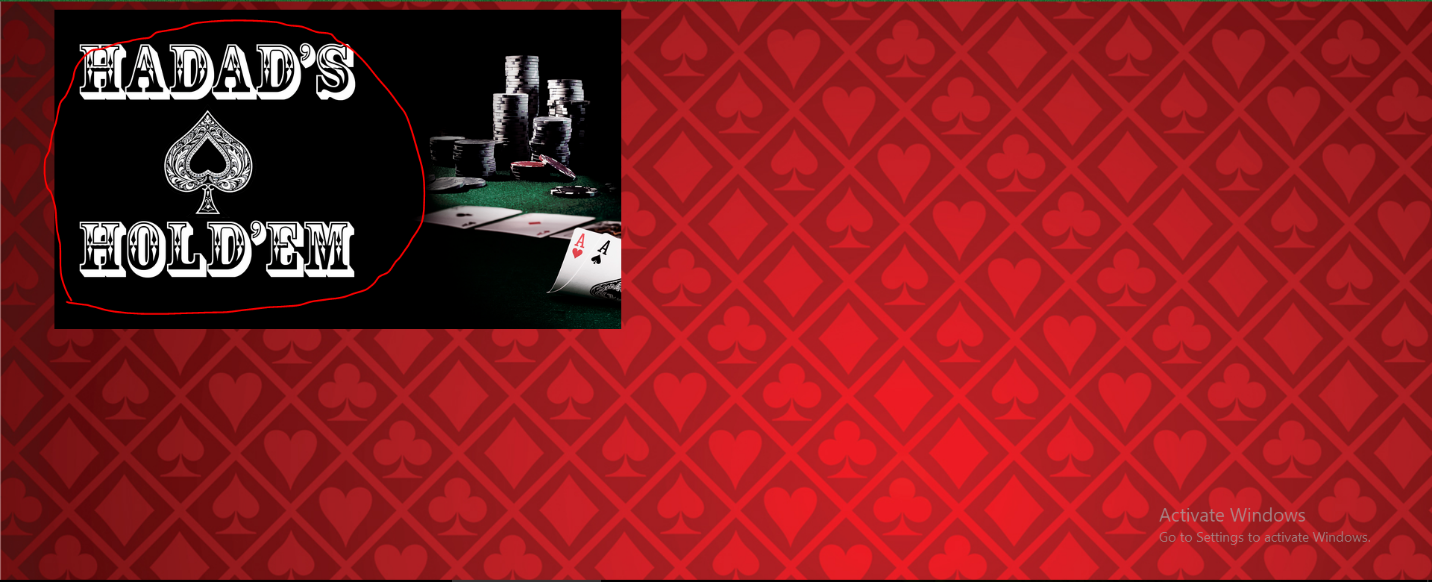 HADAD'S
HOLD'EM
A A
Activate Windows
Go to Settings to activate Windows.